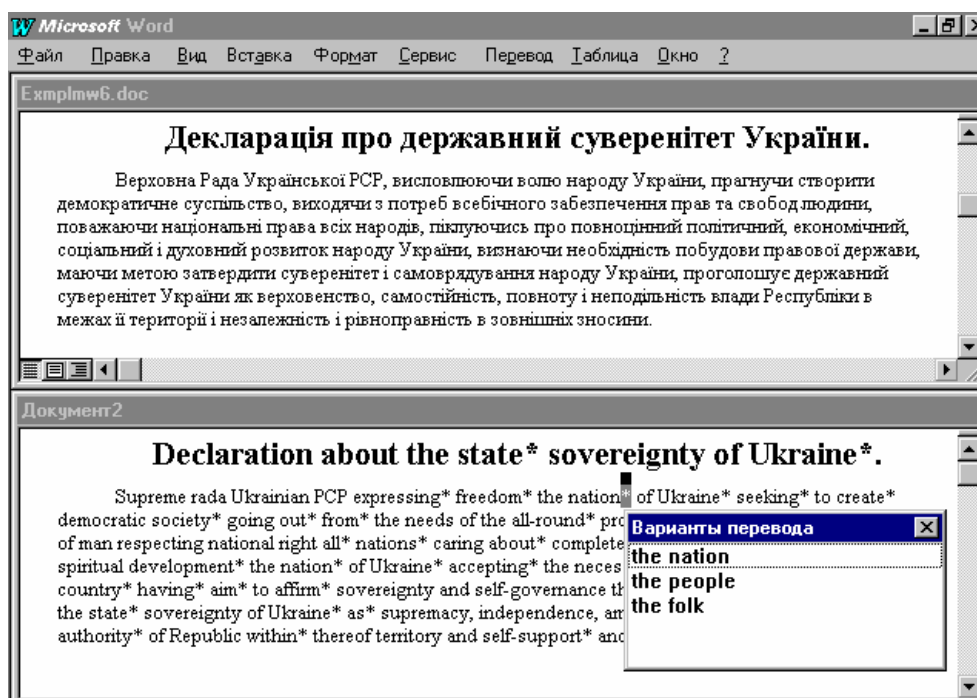 Microsoft Word
Файл Правка Вид Вставка Формат Сервис Перевод Таблица Окно ?
Exmplmw6.doc
Декларація про державний суверенітет України.
Верховна Рада Української РСР, висловлюючи волю народу України, прагнучи створити
демократичне суспільство, виходячи з потреб всебічного забезпечення прав та свобод людини,
поважаючи національні права всіх народів, піклуючись про повноцінний політичний, економічний,
соціальний і духовний розвиток народу України, визнаючи необхідність побудови правової держави,
маючи метою затвердити суверенітет і самоврядування народу України, проголошує державний
суверенітет України як верховенство, самостійність, повноту і неподільність влади Республіки в
межах її території і незалежність і рівноправність в зовнішніх зносини.
Документ2
Declaration about the state* sovereignty of Ukraine*.
Supreme rada Ukrainian PCP expressing* freedom* the nation* of Ukraine* seeking* to create*
democratic society* going out* from* the needs of the all-round* pro
of man respecting national right all* nations* caring about* complete
spiritual development* the nation* of Ukraine* accepting* the neces
country* having* aim* to affirm* sovereignty and self-governance th
the state* sovereignty of Ukraine* as* supremacy, independence, am
authority* of Republic within* thereof territory and self-support* and
Варианты перевода
the nation
the people
the folk